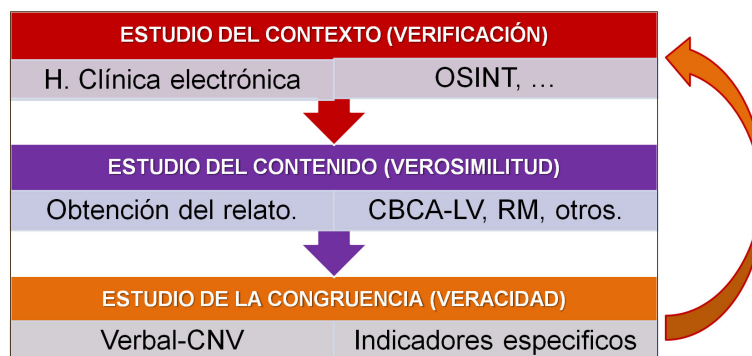 ESTUDIO DEL CONTEXTO (VERIFICACIÓN)
H. Clínica electrónica OSINT, ...
ESTUDIO DEL CONTENIDO (VEROSIMILITUD)
Obtención del relato. CBCA-LV, RM, otros.
ESTUDIO DE LA CONGRUENCIA (VERACIDAD)
Verbal-CNV Indicadores especificos